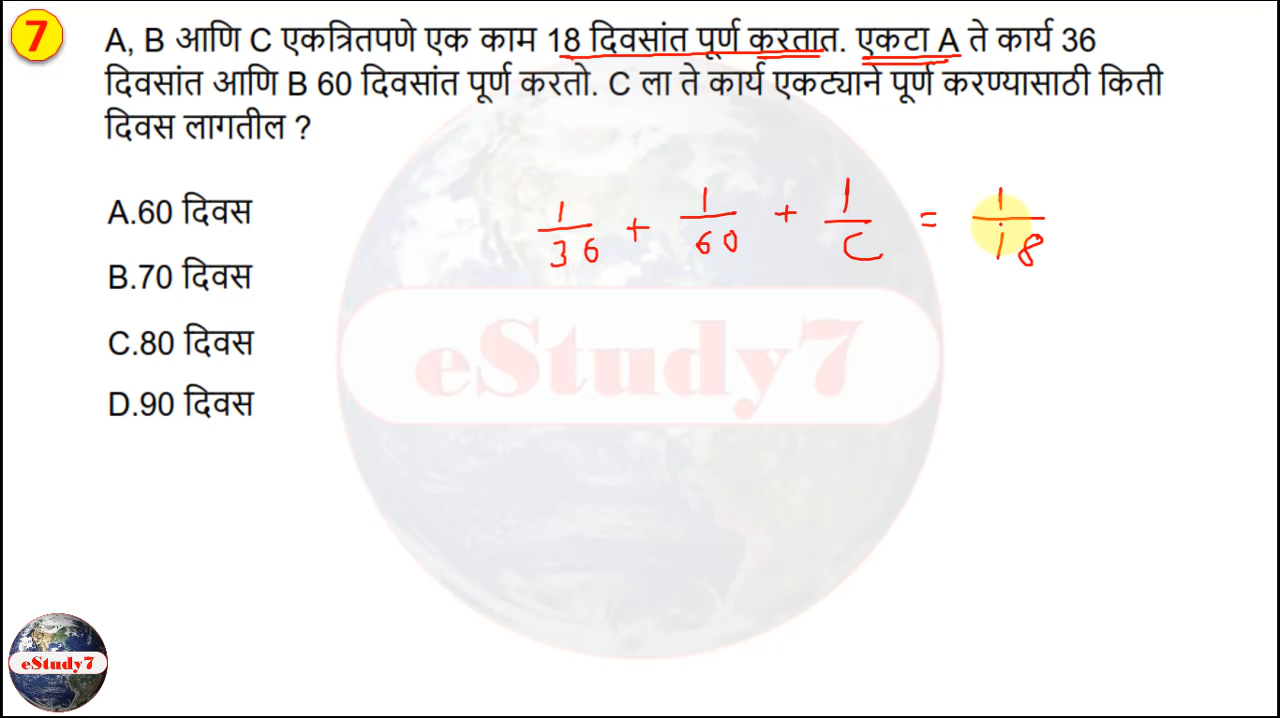 7
A, B आणि C एकत्रितपणे एक काम 18 दिवसांत पूर्ण करतात. एकटा A ते कार्य 36
दिवसांत आणि B 60 दिवसांत पूर्ण करतो. C ला ते कार्य एकट्याने पूर्ण करण्यासाठी किती
दिवस लागतील ?
A.60 दिवस
B.70 दिवस
C.80 दिवस
D.90 दिवस
1/36 + 1/60 + 1/C = 1/18
eStudy7
eStudy7